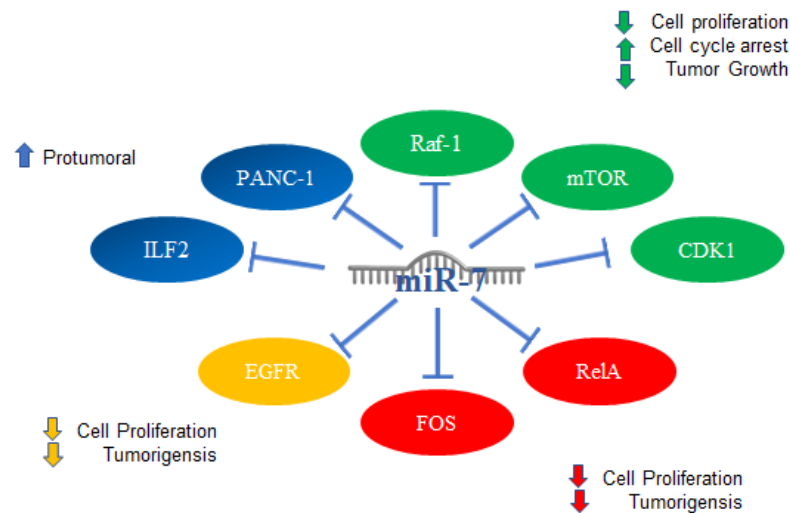 Cell proliferation
Cell cycle arrest
Tumor Growth
Protumoral
Raf-1
PANC-1
mTOR
ILF2
CDK1
miR-7
EGFR
RelA
FOS
Cell Proliferation
Tumorigensis
Cell Proliferation
Tumorigensis